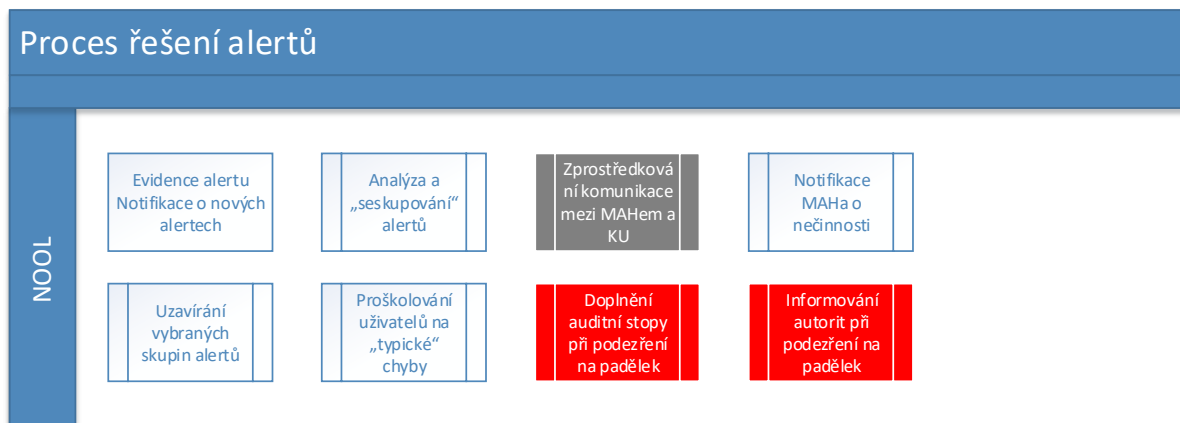 Proces řešení alertů
NOOL
Evidence alertu
Notifikace o nových
alertech
Analýza a
„seskupování“
alertů
Zprostředková
ní komunikace
mezi MAHem a
KU
Notifikace
MAHa o
nečinnosti
Uzavírání
vybraných
skupin alertů
Proškolování
uživatelů na
„typické“
chyby
Doplnění
auditní stopy
při podezření
na padělek
Informování
autorit při
podezření na
padělek